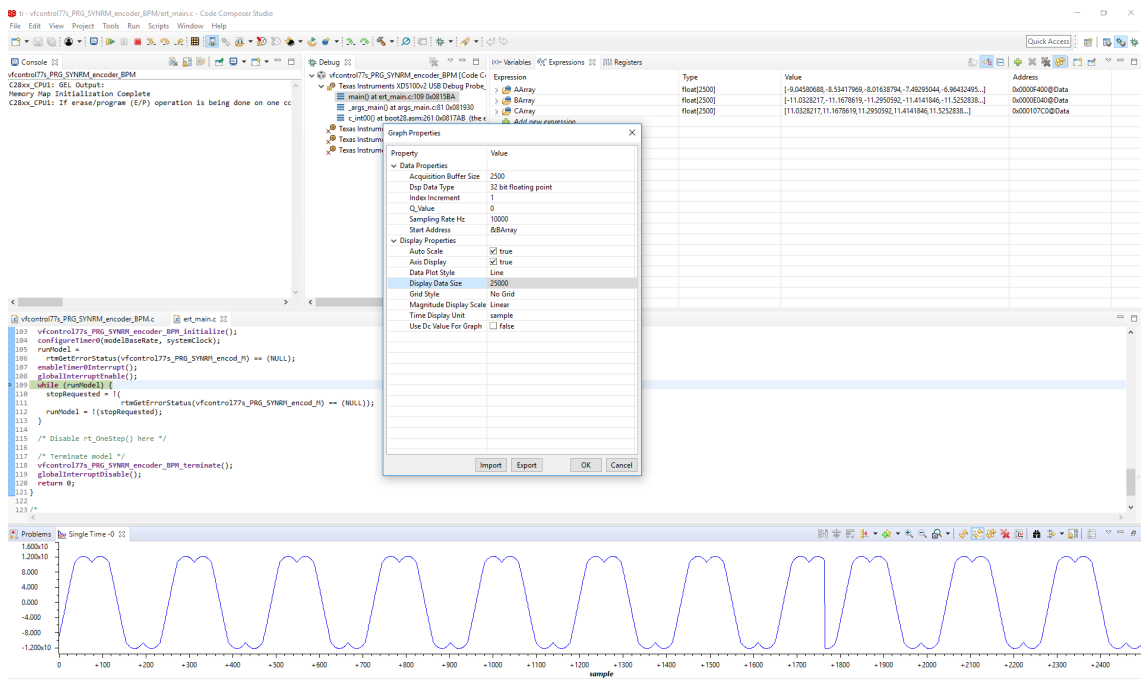 ti - vfcontrol77s_PRG_SYNRM_encoder_BPM/ert_main.c - Code Composer Studio
File Edit View Project Tools Run Scripts Window Help
Quick Access
Console
vfcontrol77s_PRG_SYNRM_encoder_BPM
C28xx_CPU1: GEL Output:
Memory Map Initialization Complete
C28xx_CPU1: If erase/program (E/P) operation is being done on one cc
Debug
vfcontrol77s_PRG_SYNRM_encoder_BPM [Code C
Texas Instruments XDS100v2 USB Debug Probe_
main() at ert_main.c:109 0x0815BA
_args_main() at args_main.c:81 0x081930
c_int00() at boot28.asm:261 0x0817AB (the e
Texas Instrum
Texas Instrum
Variables Expressions Registers
Expression Type Value Address
AArray float[2500] [-9.04580688,-8.53417969,-8.01638794,-7.49295044,-6.96432495...] 0x0000F400@Data
BArray float[2500] [-11.0328217,-11.1678619,-11.2950592,-11.4141846,-11.5252838...] 0x0000E040@Data
CArray float[2500] [11.0328217,11.1678619,11.2950592,11.4141846,11.5252838...] 0x000107C0@Data
Add new expression
Graph Properties
Property Value
Data Properties
Acquisition Buffer Size 2500
Dsp Data Type 32 bit floating point
Index Increment 1
Q_Value 0
Sampling Rate Hz 10000
Start Address &BArray
Display Properties
Auto Scale true
Axis Display true
Data Plot Style Line
Display Data Size 25000
Grid Style No Grid
Magnitude Display Scale Linear
Time Display Unit sample
Use Dc Value For Graph false
Import Export OK Cancel
vfcontrol77s_PRG_SYNRM_encoder_BPM.c ert_main.c
103 vfcontrol77s_PRG_SYNRM_encoder_BPM_initialize();
104 configureTimer0(modelBaseRate, systemClock);
105 runModel =
106 rtmGetErrorStatus(vfcontrol77s_PRG_SYNRM_encod_M) == (NULL);
107 enableTimer0Interrupt();
108 globalInterruptEnable();
109 while (runModel) {
110 stopRequested = !(
111 rtmGetErrorStatus(vfcontrol77s_PRG_SYNRM_encod_M) == (NULL));
112 runModel = !(stopRequested);
113 }
114
115 /* Disable rt_OneStep() here */
116
117 /* Terminate model */
118 vfcontrol77s_PRG_SYNRM_encoder_BPM_terminate();
119 globalInterruptDisable();
120 return 0;
121 }
122
123 /*
Problems Single Time -0
1.600x10
1.200x10
8.000
4.000
0.000
-4.000
-8.000
-1.200x10
0 +100 +200 +300 +400 +500 +600 +700 +800 +900 +1000 +1100 +1200 +1300 +1400 +1500 +1600 +1700 +1800 +1900 +2000 +2100 +2200 +2300 +2400
sample